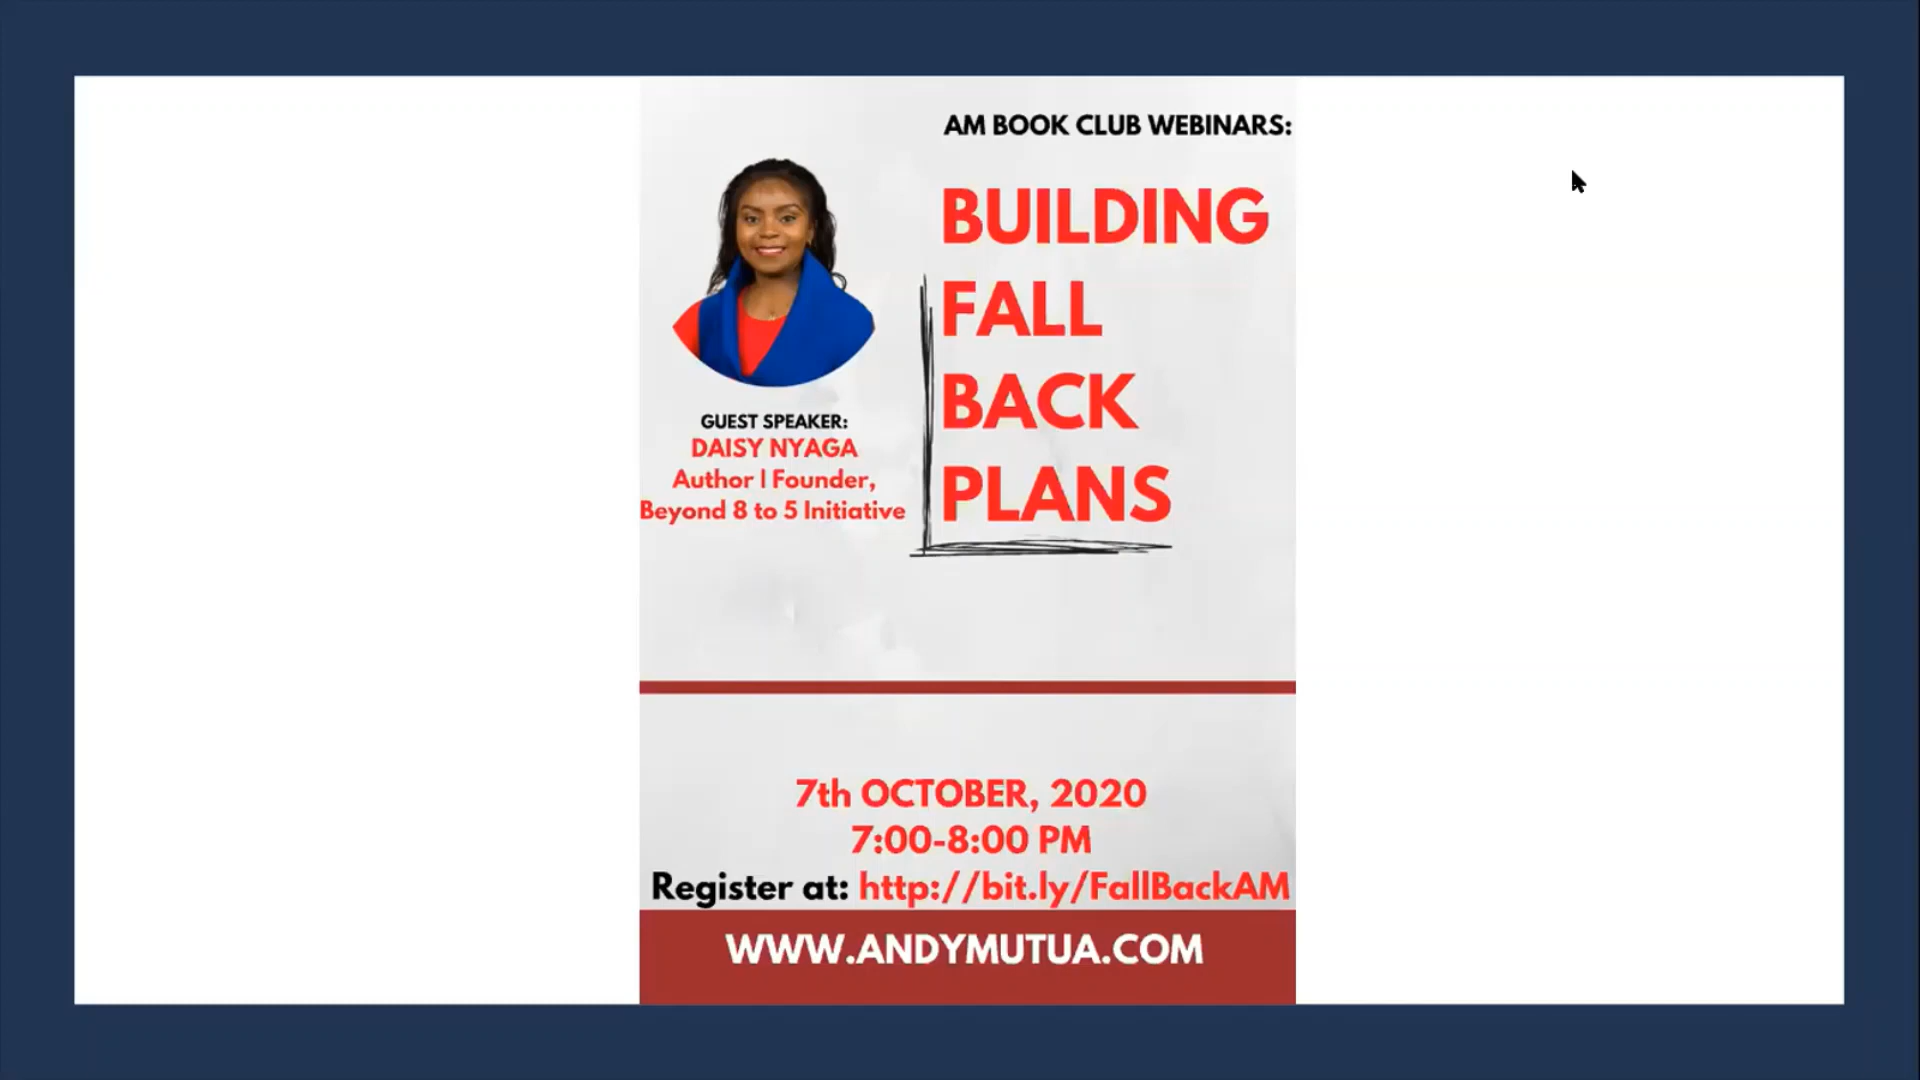 AM BOOK CLUB WEBINARS:
BUILDING
FALL
BACK
PLANS
GUEST SPEAKER:
DAISY NYAGA
Author | Founder,
Beyond 8 to 5 Initiative
7th OCTOBER, 2020
7:00-8:00 PM
Register at: http://bit.ly/FallBackAM
WWW.ANDYMUTUA.COM